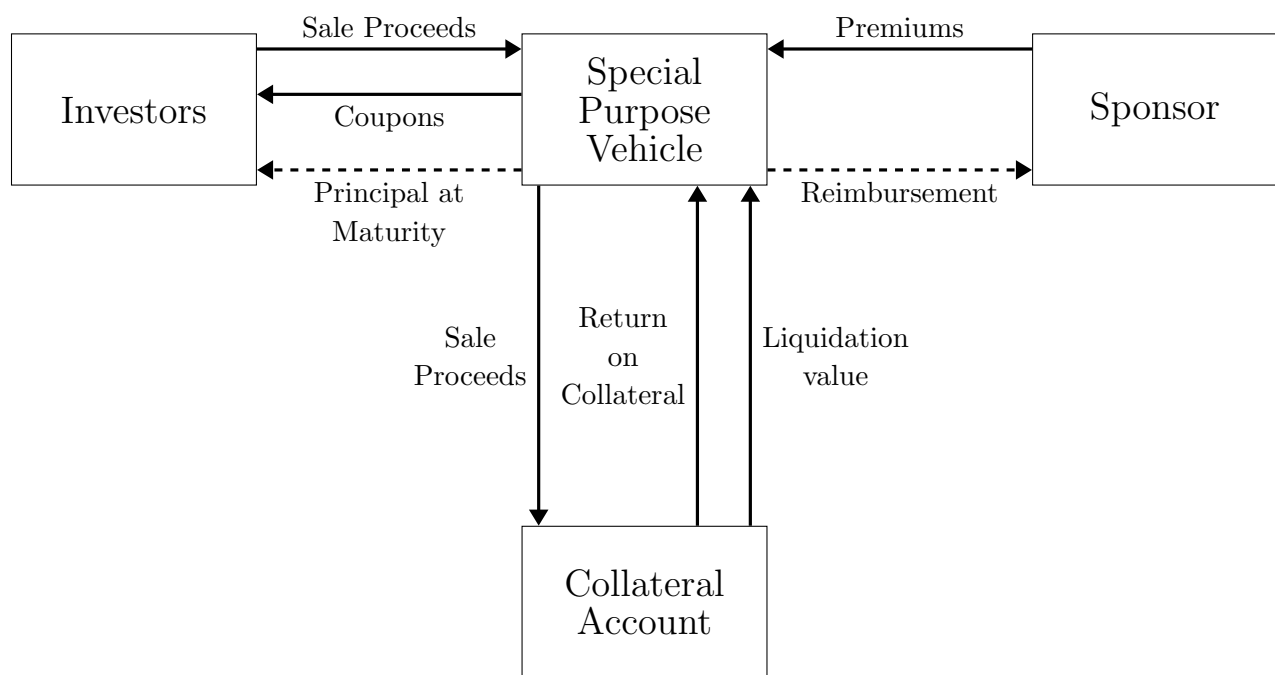 Sale Proceeds
Premiums
Investors
Special
Purpose
Vehicle
Sponsor
Coupons
Principal at
Maturity
Reimbursement
Sale
Proceeds
Return
on
Collateral
Liquidation
value
Collateral
Account